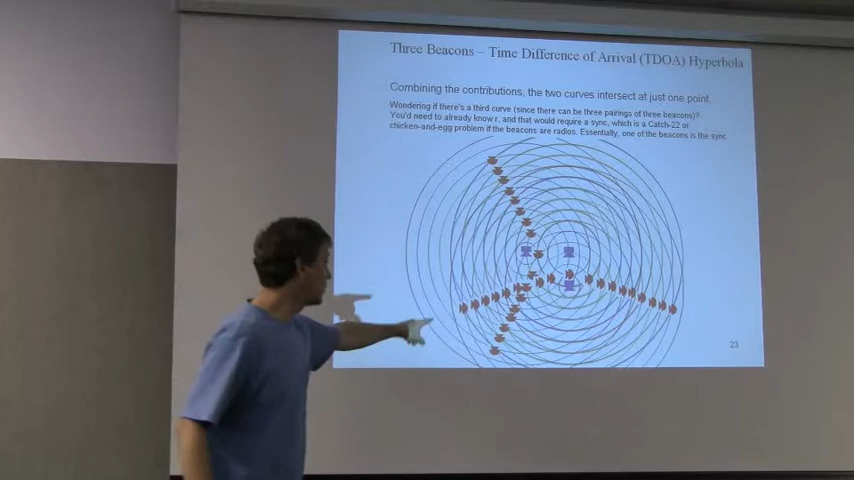 Three Beacons – Time Difference of Arrival (TDOA) Hyperbola
Combining the contributions, the two curves intersect at just one point.
Wondering if there's a third curve (since there can be three pairings of three beacons)?
You'd need to already know r, and that would require a sync, which is a Catch-22 or
chicken-and-egg problem if the beacons are radios. Essentially, one of the beacons is the sync.
23